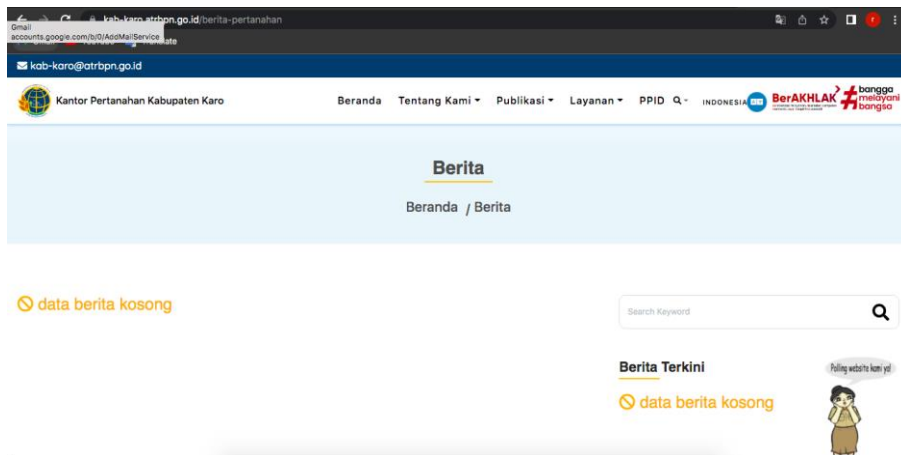 kab-karo.atrbpn.go.id/berita-pertanahan
Gmail
accounts.google.com/b/0/AddMailService
kab-karo@atrbpn.go.id
Kantor Pertanahan Kabupaten Karo
Beranda Tentang Kami Publikasi Layanan PPID INDONESIA BerAKHLAK bangga
melayani
bangsa
Berita
Beranda / Berita
data berita kosong
Search Keyword
Berita Terkini
Polling website kami ya!
data berita kosong